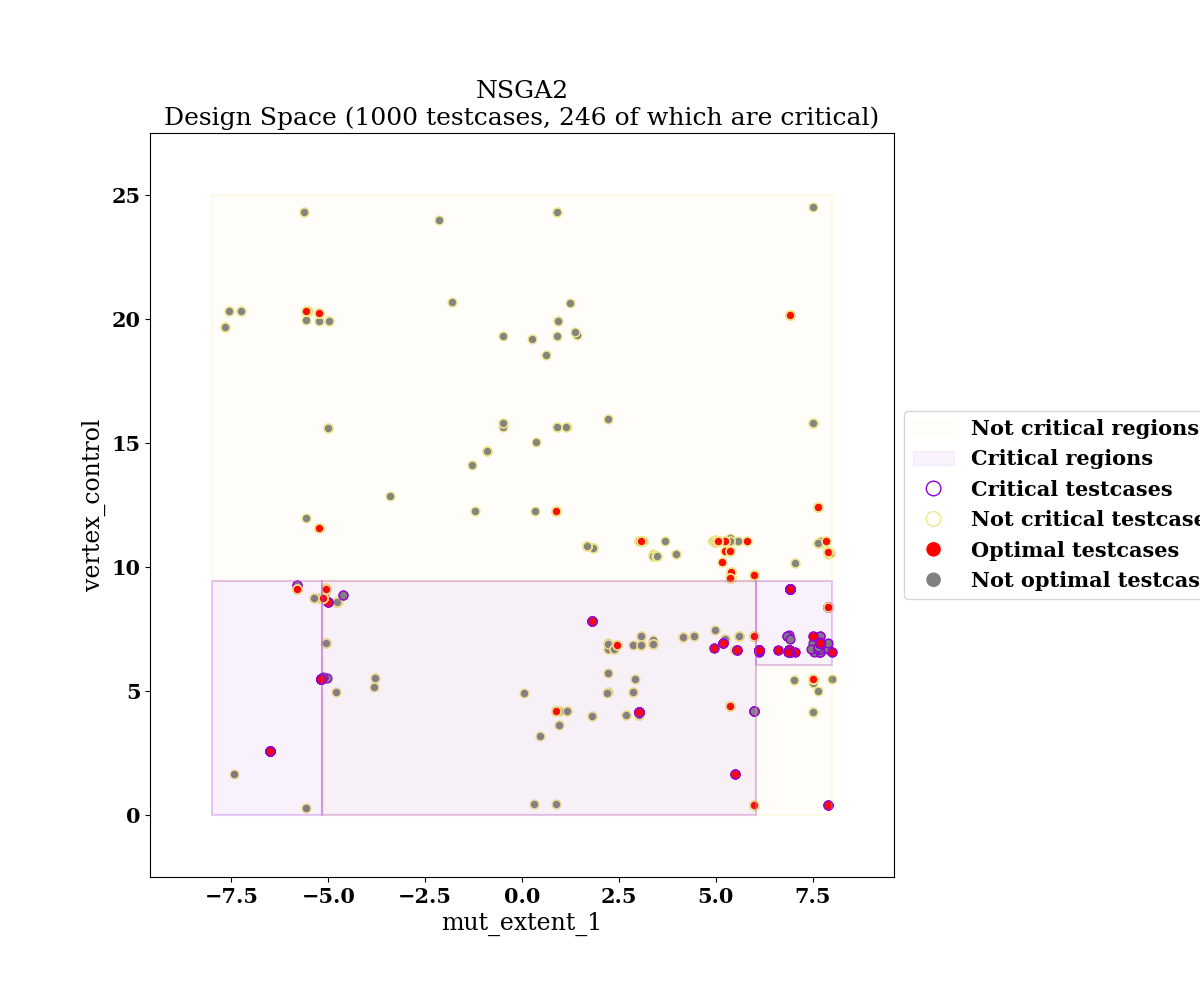 NSGA2
Design Space (1000 testcases, 246 of which are critical)
25
20
15
10
5
0
vertex_control
−7.5
−5.0
−2.5
0.0
2.5
5.0
7.5
mut_extent_1
Not critical regions
Critical regions
Critical testcases
Not critical testcase
Optimal testcases
Not optimal testcas